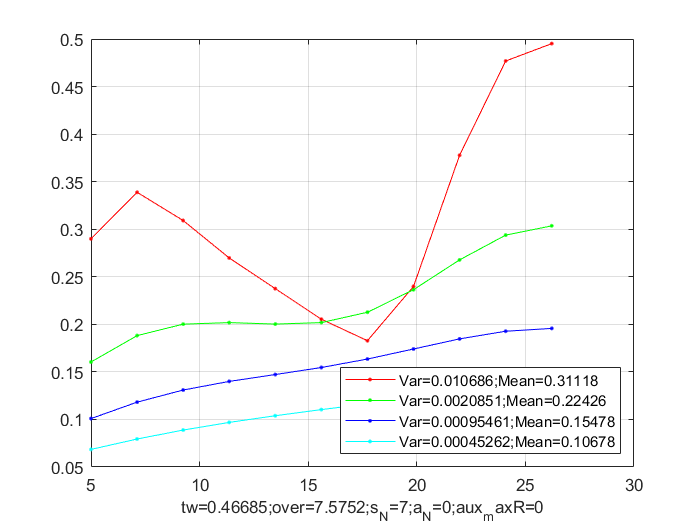 0.5
0.45
0.4
0.35
0.3
0.25
0.2
0.15
0.1
0.05
Var=0.010686;Mean=0.31118
Var=0.0020851;Mean=0.22426
Var=0.00095461;Mean=0.15478
Var=0.00045262;Mean=0.10678
5 10 15 20 25 30
tw=0.46685;over=7.5752;s_N=7;a_N=0;aux_maxR=0